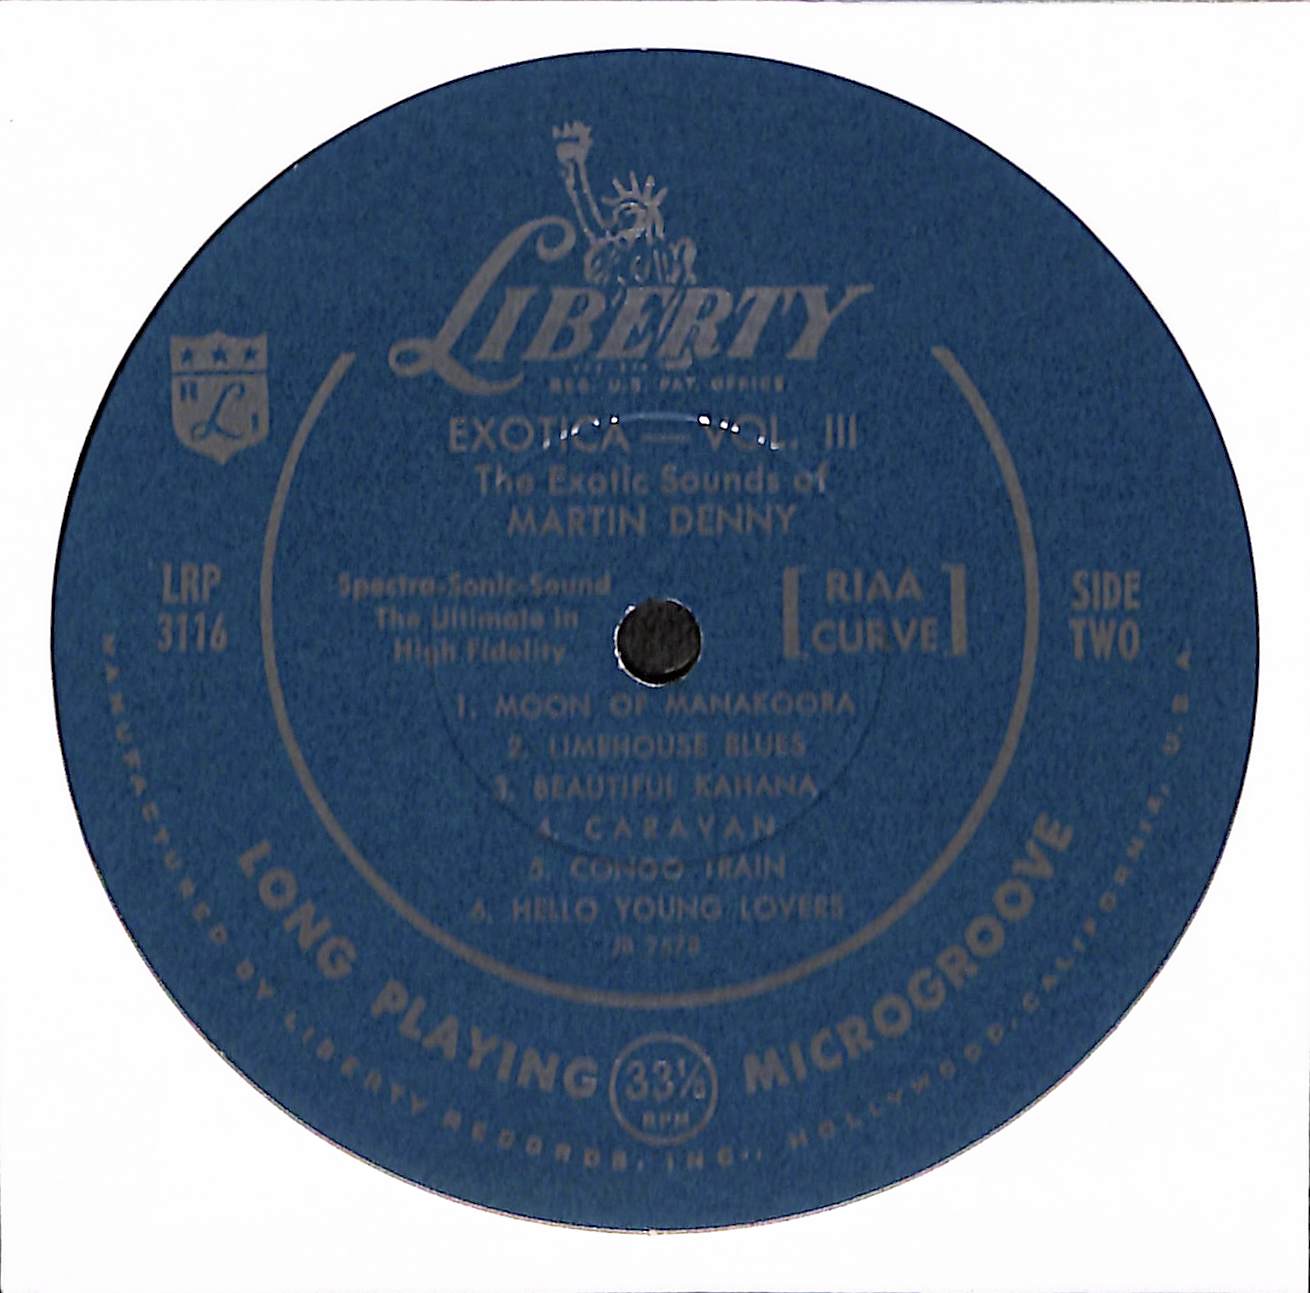 LIBERTY
REG. U.S. PAT. OFFICE
R L I
EXOTICA — VOL. III
The Exotic Sounds of
MARTIN DENNY
LRP
3116
Spectra-Sonic-Sound
The Ultimate in
High Fidelity
[RIAA
CURVE]
SIDE
TWO
1. MOON OF MANAKOORA
2. LIMEHOUSE BLUES
3. BEAUTIFUL KAHANA
4. CARAVAN
5. CONGO TRAIN
6. HELLO YOUNG LOVERS
LONG PLAYING 33⅓ RPM MICROGROOVE
MANUFACTURED BY LIBERTY RECORDS, INC., HOLLYWOOD, CALIFORNIA, U.S.A.